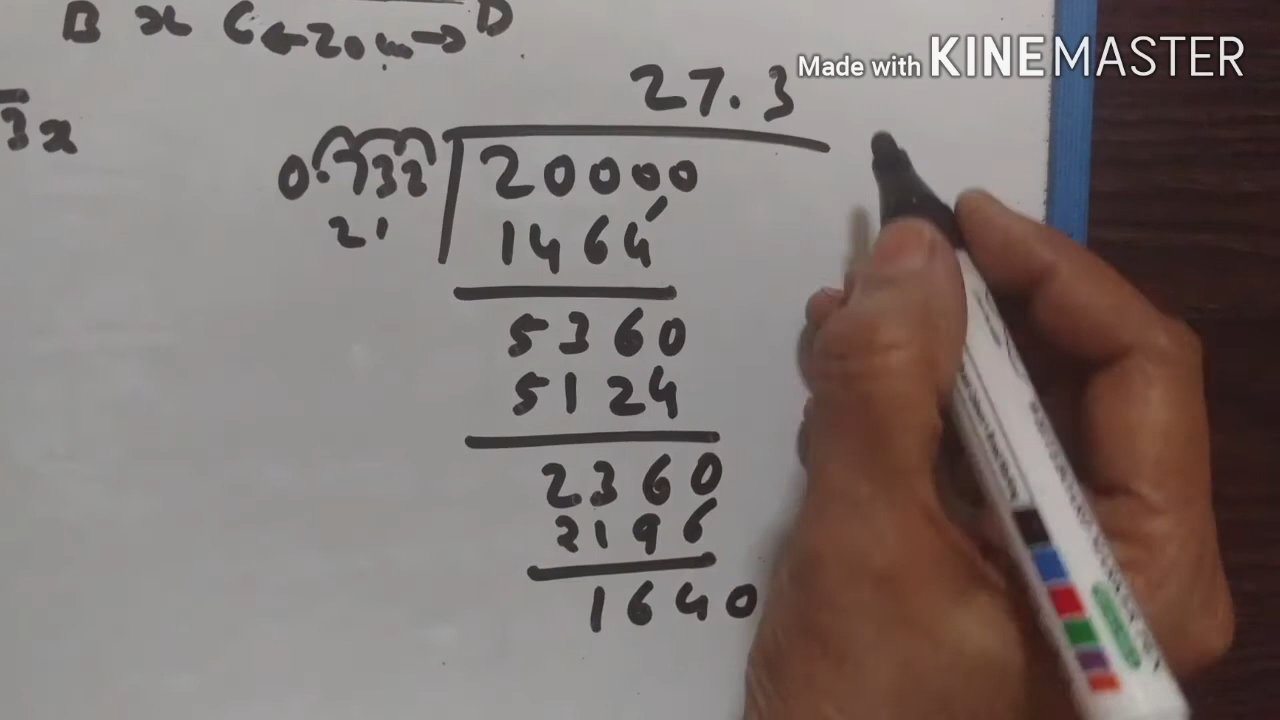 B x C ←20m→ D
Made with KINEMASTER
27.3
3x
0.732 20000
21 1464
5360
5124
2360
2196
1640